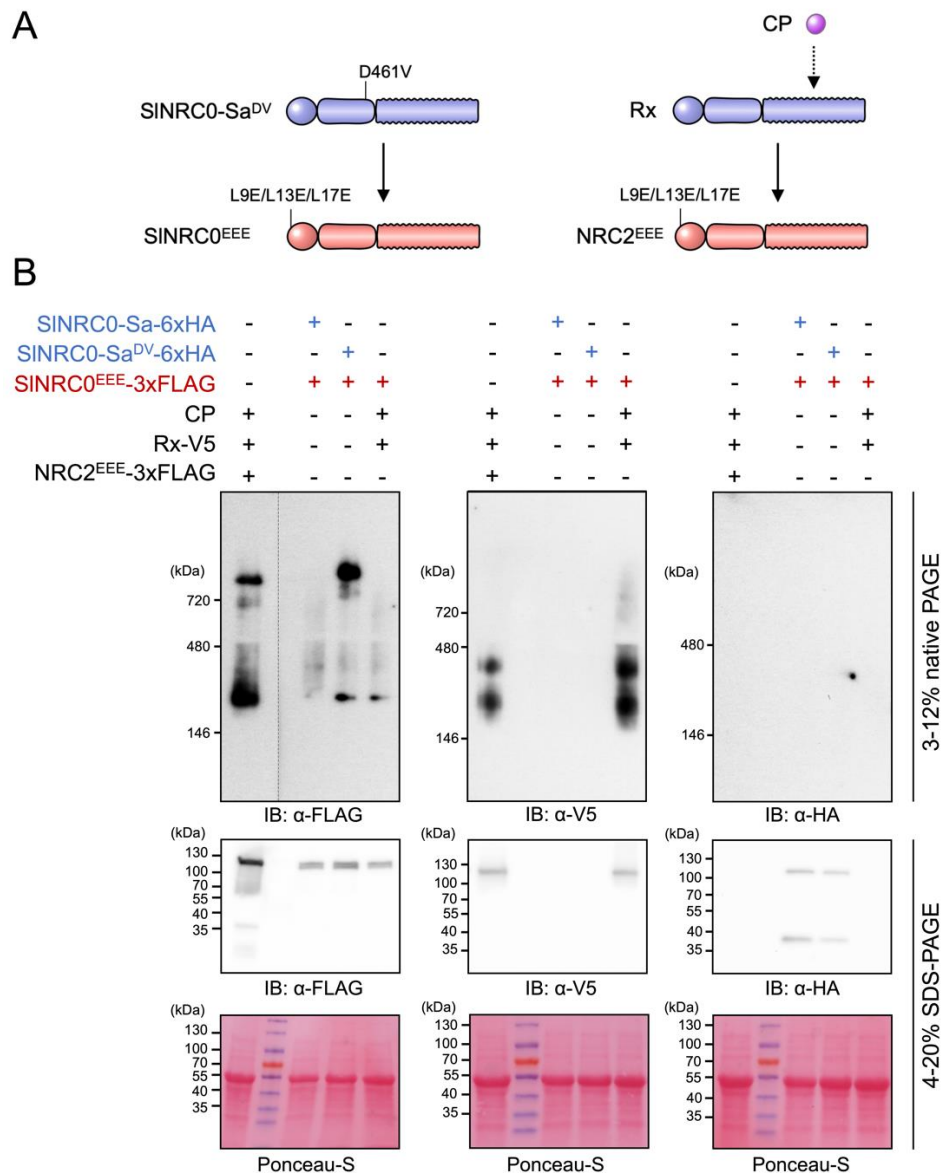 A
CP
D461V
SlNRC0-Sa^DV
Rx
L9E/L13E/L17E
L9E/L13E/L17E
SlNRC0^EEE
NRC2^EEE
B
SlNRC0-Sa-6xHA - + - - - + - - - + - -
SlNRC0-Sa^DV-6xHA - - + - - - + - - - + -
SlNRC0^EEE-3xFLAG - + + + - + + + - + + +
CP + - - + + - - + + - - +
Rx-V5 + - - + + - - + + - - +
NRC2^EEE-3xFLAG + - - - + - - - + - - -
(kDa)
720
480
146
IB: α-FLAG
(kDa)
720
480
146
IB: α-V5
(kDa)
480
146
IB: α-HA
3-12% native PAGE
(kDa)
130
100
70
55
40
35
IB: α-FLAG
(kDa)
130
100
70
55
40
35
IB: α-V5
(kDa)
130
100
70
55
40
35
IB: α-HA
(kDa)
130
100
70
55
40
35
Ponceau-S
(kDa)
130
100
70
55
40
35
Ponceau-S
(kDa)
130
100
70
55
40
35
Ponceau-S
4-20% SDS-PAGE